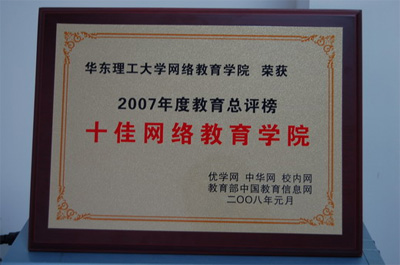 华东理工大学网络教育学院 荣获
2007年度教育总评榜
十佳网络教育学院
优学网 中华网 校内网
教育部中国教育信息网
二〇〇八年元月